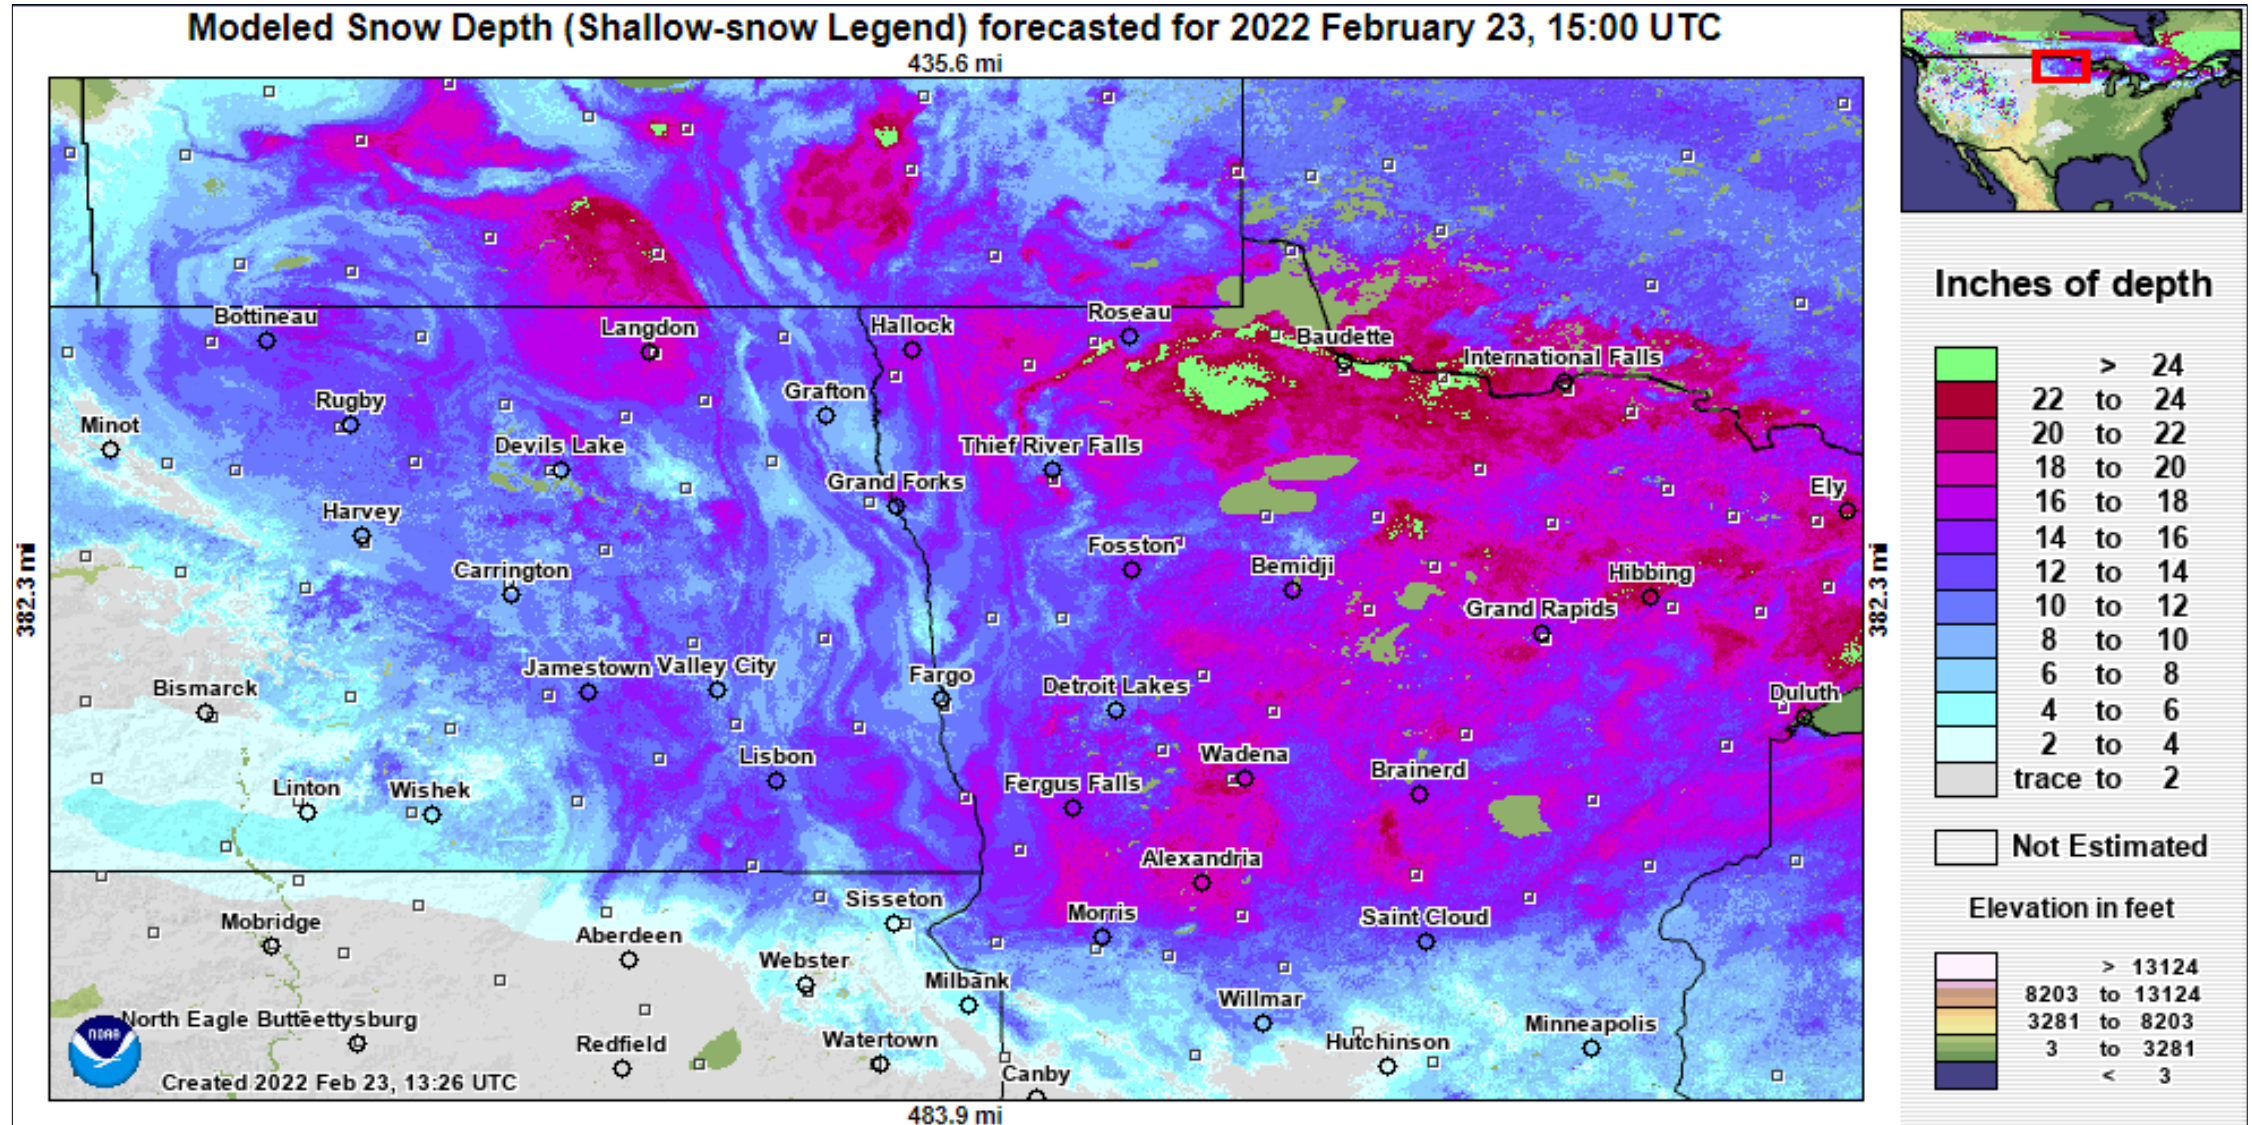 Modeled Snow Depth (Shallow-snow Legend) forecasted for 2022 February 23, 15:00 UTC
435.6 mi
382.3 mi
Bottineau
Langdon
Hallock
Roseau
Baudette
International Falls
Rugby
Grafton
Minot
Devils Lake
Thief River Falls
Grand Forks
Ely
Harvey
Fosston
Carrington
Bemidji
Hibbing
Grand Rapids
Jamestown
Valley City
Fargo
Bismarck
Detroit Lakes
Duluth
Lisbon
Wadena
Brainerd
Linton
Wishek
Fergus Falls
Alexandria
Sisseton
Morris
Saint Cloud
Mobridge
Aberdeen
Webster
Milbank
Willmar
North Eagle Butteettysburg
Redfield
Watertown
Hutchinson
Minneapolis
Canby
NOAA
Created 2022 Feb 23, 13:26 UTC
382.3 mi
483.9 mi
Inches of depth
> 24
22 to 24
20 to 22
18 to 20
16 to 18
14 to 16
12 to 14
10 to 12
8 to 10
6 to 8
4 to 6
2 to 4
trace to 2
Not Estimated
Elevation in feet
> 13124
8203 to 13124
3281 to 8203
3 to 3281
< 3